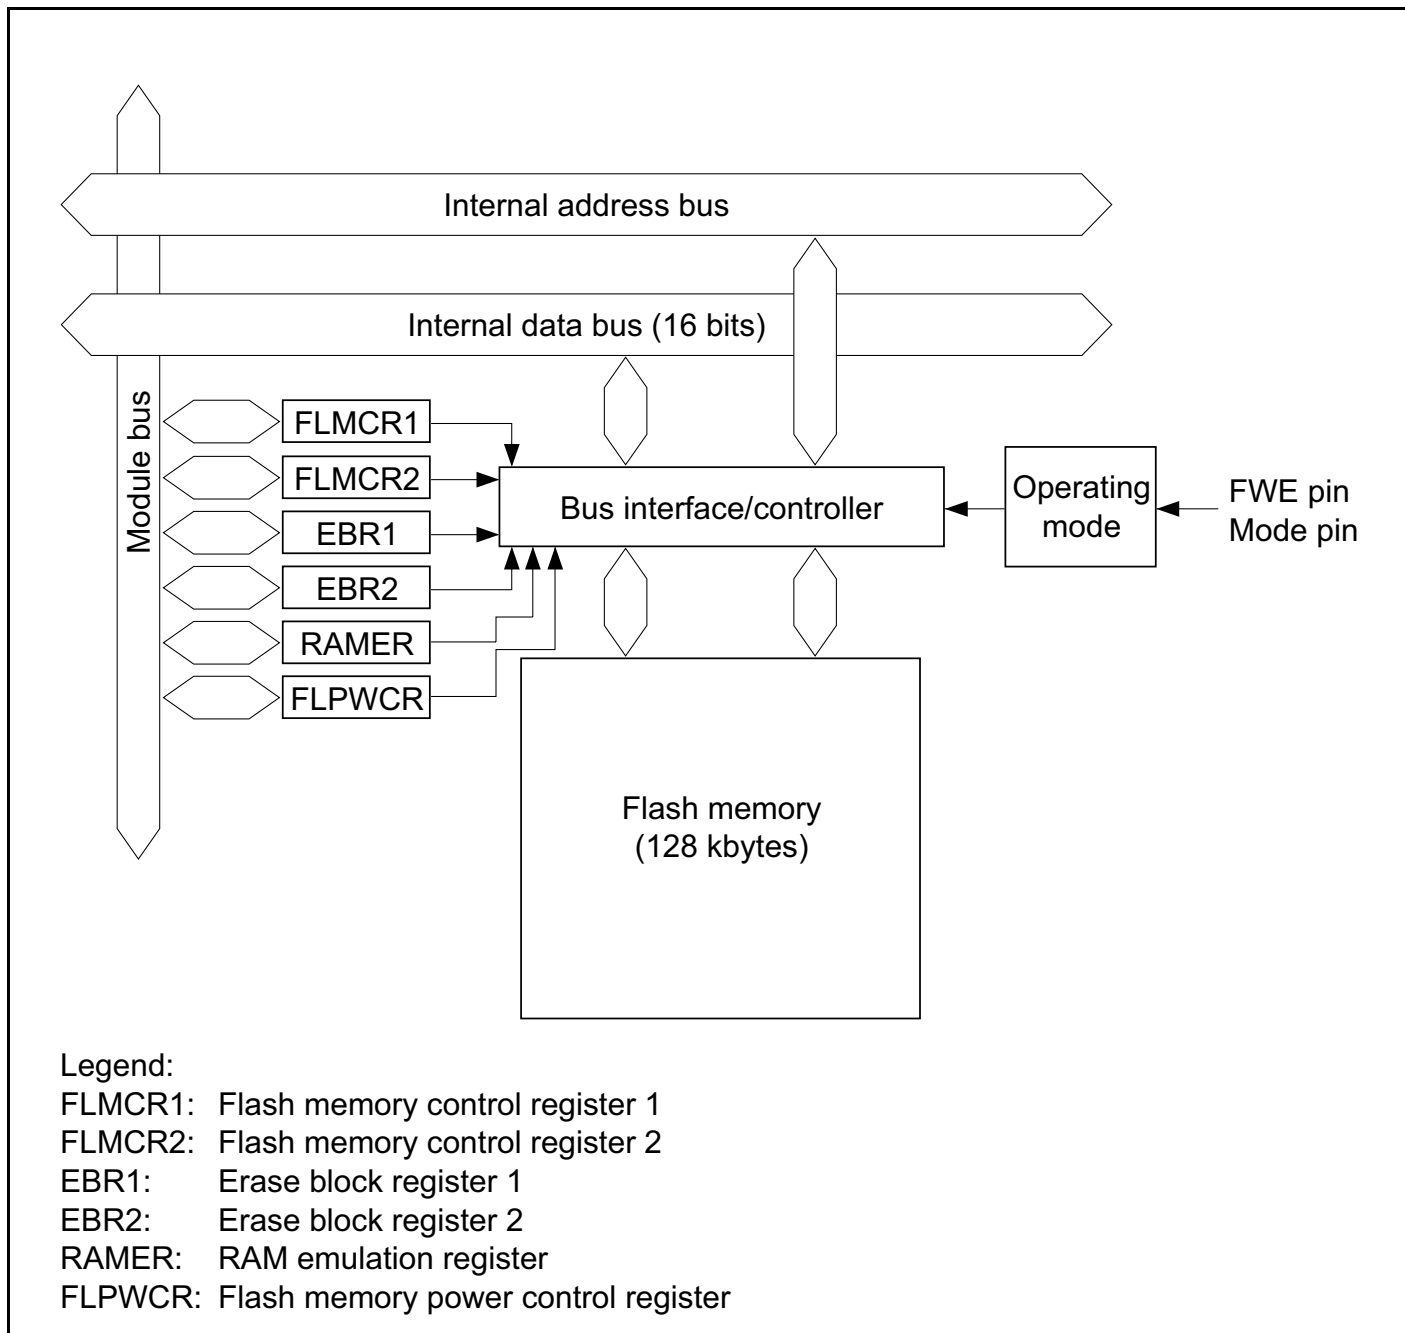 Internal address bus
Internal data bus (16 bits)
Module bus
FLMCR1
FLMCR2
EBR1
EBR2
RAMER
FLPWCR
Bus interface/controller
Operating
mode
FWE pin
Mode pin
Flash memory
(128 kbytes)
Legend:
FLMCR1: Flash memory control register 1
FLMCR2: Flash memory control register 2
EBR1: Erase block register 1
EBR2: Erase block register 2
RAMER: RAM emulation register
FLPWCR: Flash memory power control register